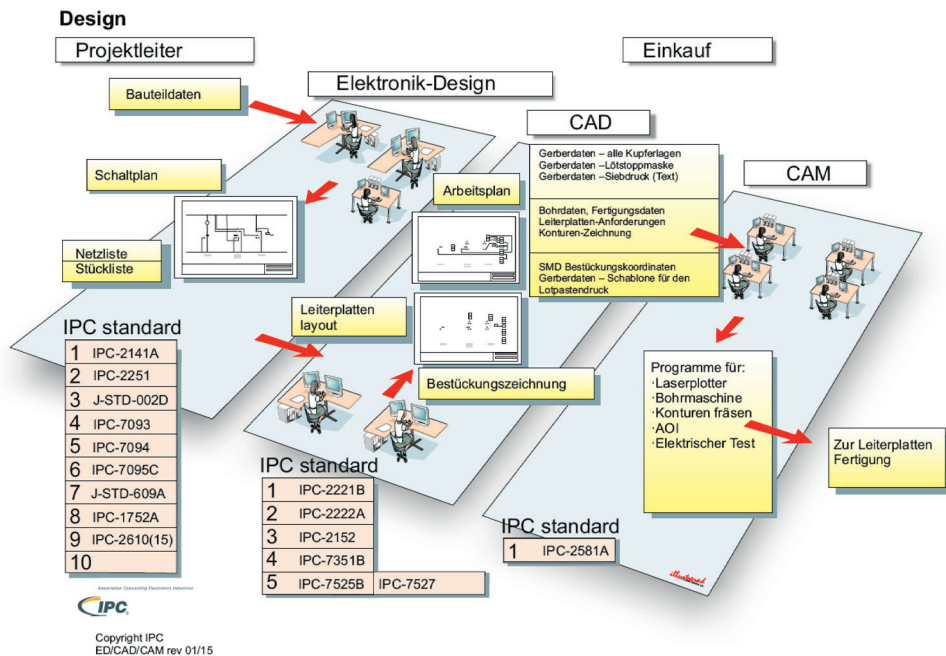 Design
Projektleiter
Einkauf
Elektronik-Design
Bauteildaten
CAD
Gerberdaten – alle Kupferlagen
Gerberdaten –Lötstoppmaske
Gerberdaten –Siebdruck (Text)
CAM
Schaltplan
Arbeitsplan
Bohrdaten, Fertigungsdaten
Leiterplatten-Anforderungen
Konturen-Zeichnung
Netzliste
Stückliste
SMD Bestückungskoordinaten
Gerberdaten – Schablone für den
Lotpastendruck
Leiterplatten
layout
Bestückungszeichnung
IPC standard
1 IPC-2141A
2 IPC-2251
3 J-STD-002D
4 IPC-7093
5 IPC-7094
6 IPC-7095C
7 J-STD-609A
8 IPC-1752A
9 IPC-2610(15)
10
Programme für:
·Laserplotter
·Bohrmaschine
·Konturen fräsen
·AOI
·Elektrischer Test
Zur Leiterplatten
Fertigung
IPC standard
1 IPC-2221B
2 IPC-2222A
3 IPC-2152
4 IPC-7351B
5 IPC-7525B IPC-7527
IPC standard
1 IPC-2581A
Association Connecting Electronics Industries
IPC
Copyright IPC
ED/CAD/CAM rev 01/15